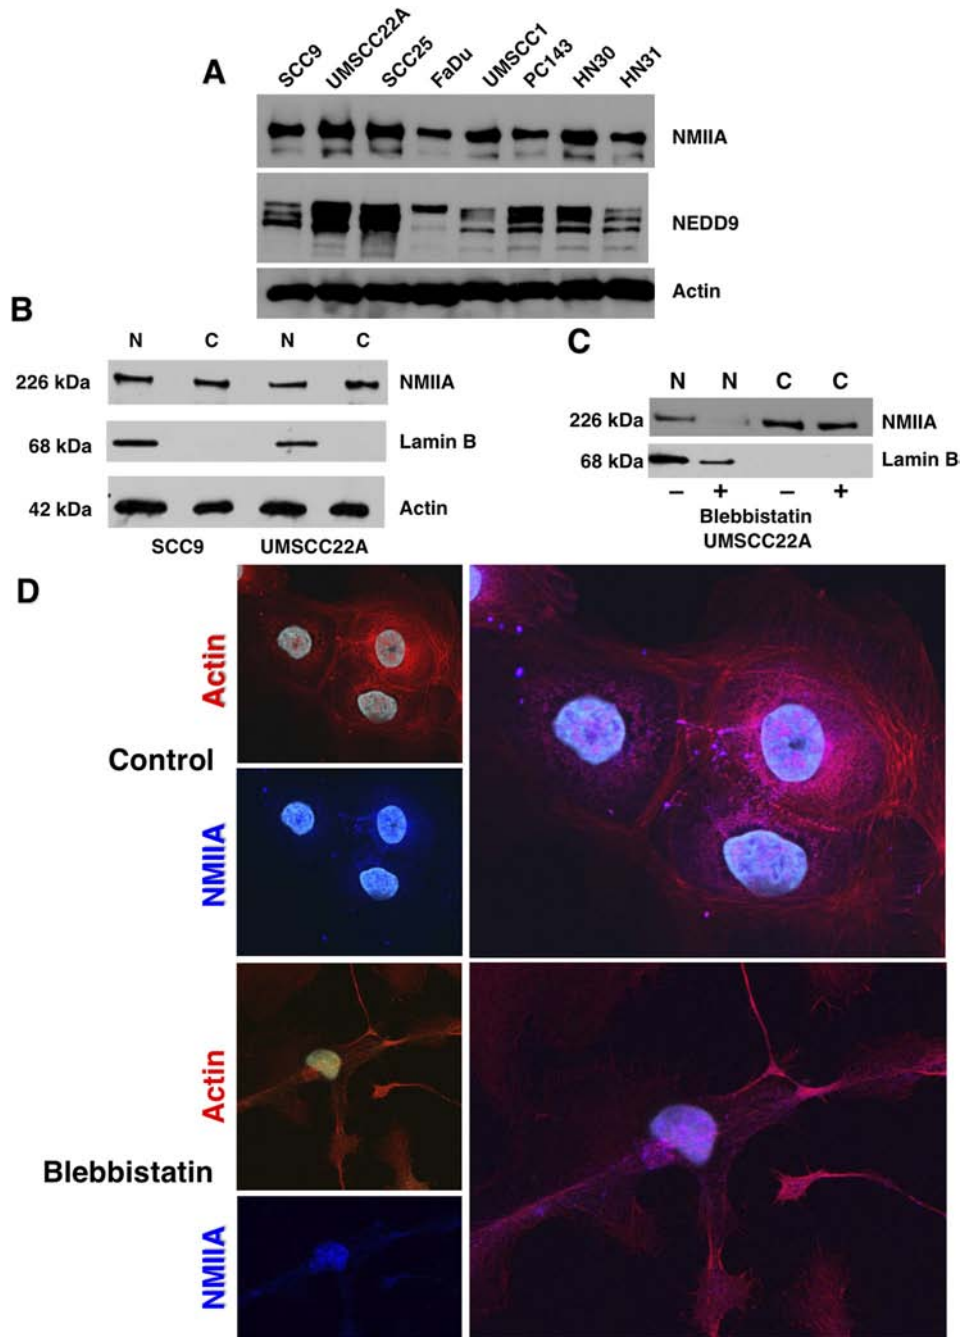 A
SCC9 UMSCC22A SCC25 FaDu UMSCC1 PC143 HN30 HN31
NMIIA
NEDD9
Actin
B
N C N C
226 kDa NMIIA
68 kDa Lamin B
42 kDa Actin
SCC9 UMSCC22A
C
N N C C
226 kDa NMIIA
68 kDa Lamin B
– + – +
Blebbistatin
UMSCC22A
D
Actin
Control
NMIIA
Actin
Blebbistatin
NMIIA